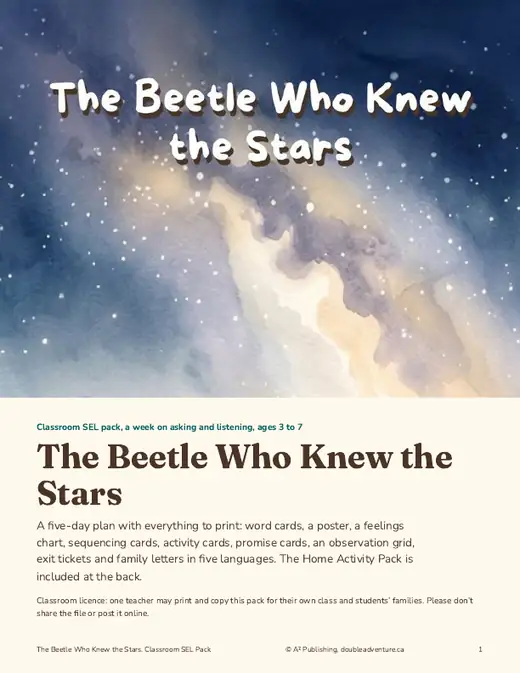 The Beetle Who Knew
the Stars
Classroom SEL pack, a week on asking and listening, ages 3 to 7
The Beetle Who Knew the
Stars
A five-day plan with everything to print: word cards, a poster, a feelings
chart, sequencing cards, activity cards, promise cards, an observation grid,
exit tickets and family letters in five languages. The Home Activity Pack is
included at the back.
Classroom licence: one teacher may print and copy this pack for their own class and students' families. Please don't
share the file or post it online.
The Beetle Who Knew the Stars. Classroom SEL Pack
© A² Publishing, doubleadventure.ca
1